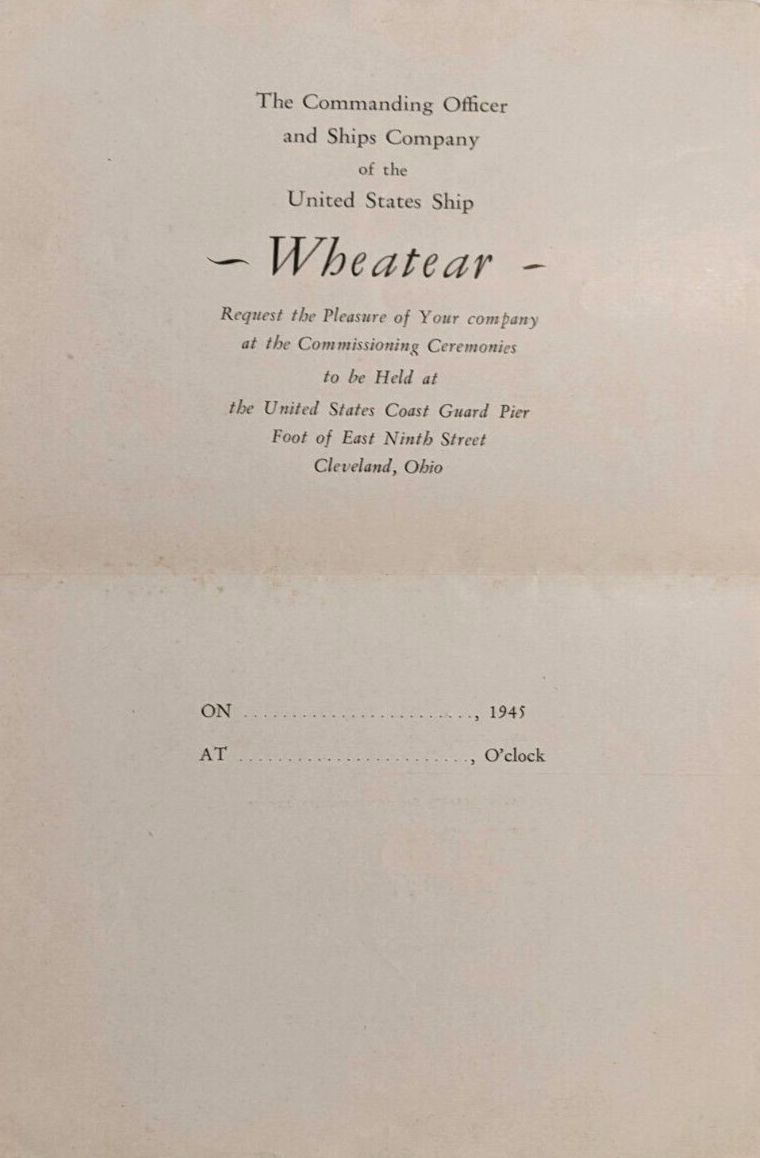 The Commanding Officer
and Ships Company
of the
United States Ship
~ Wheatear -
Request the Pleasure of Your company
at the Commissioning Ceremonies
to be Held at
the United States Coast Guard Pier
Foot of East Ninth Street
Cleveland, Ohio
ON ........................, 1945
AT ........................, O'clock